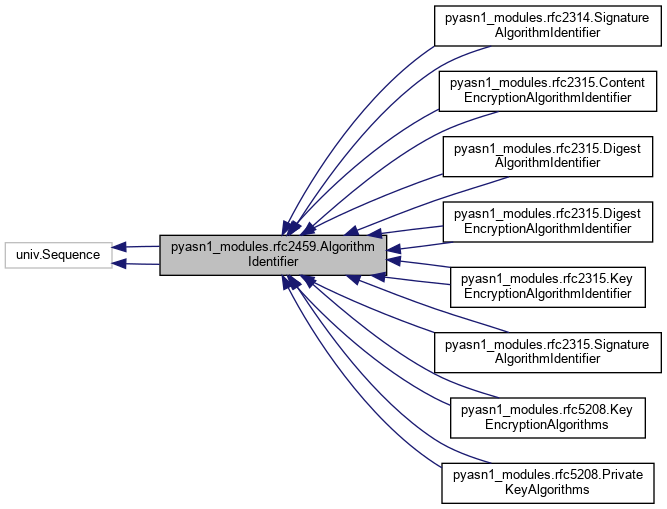 pyasn1_modules.rfc2314.Signature
AlgorithmIdentifier
pyasn1_modules.rfc2315.Content
EncryptionAlgorithmIdentifier
pyasn1_modules.rfc2315.Digest
AlgorithmIdentifier
pyasn1_modules.rfc2315.Digest
EncryptionAlgorithmIdentifier
univ.Sequence
pyasn1_modules.rfc2459.Algorithm
Identifier
pyasn1_modules.rfc2315.Key
EncryptionAlgorithmIdentifier
pyasn1_modules.rfc2315.Signature
AlgorithmIdentifier
pyasn1_modules.rfc5208.Key
EncryptionAlgorithms
pyasn1_modules.rfc5208.Private
KeyAlgorithms